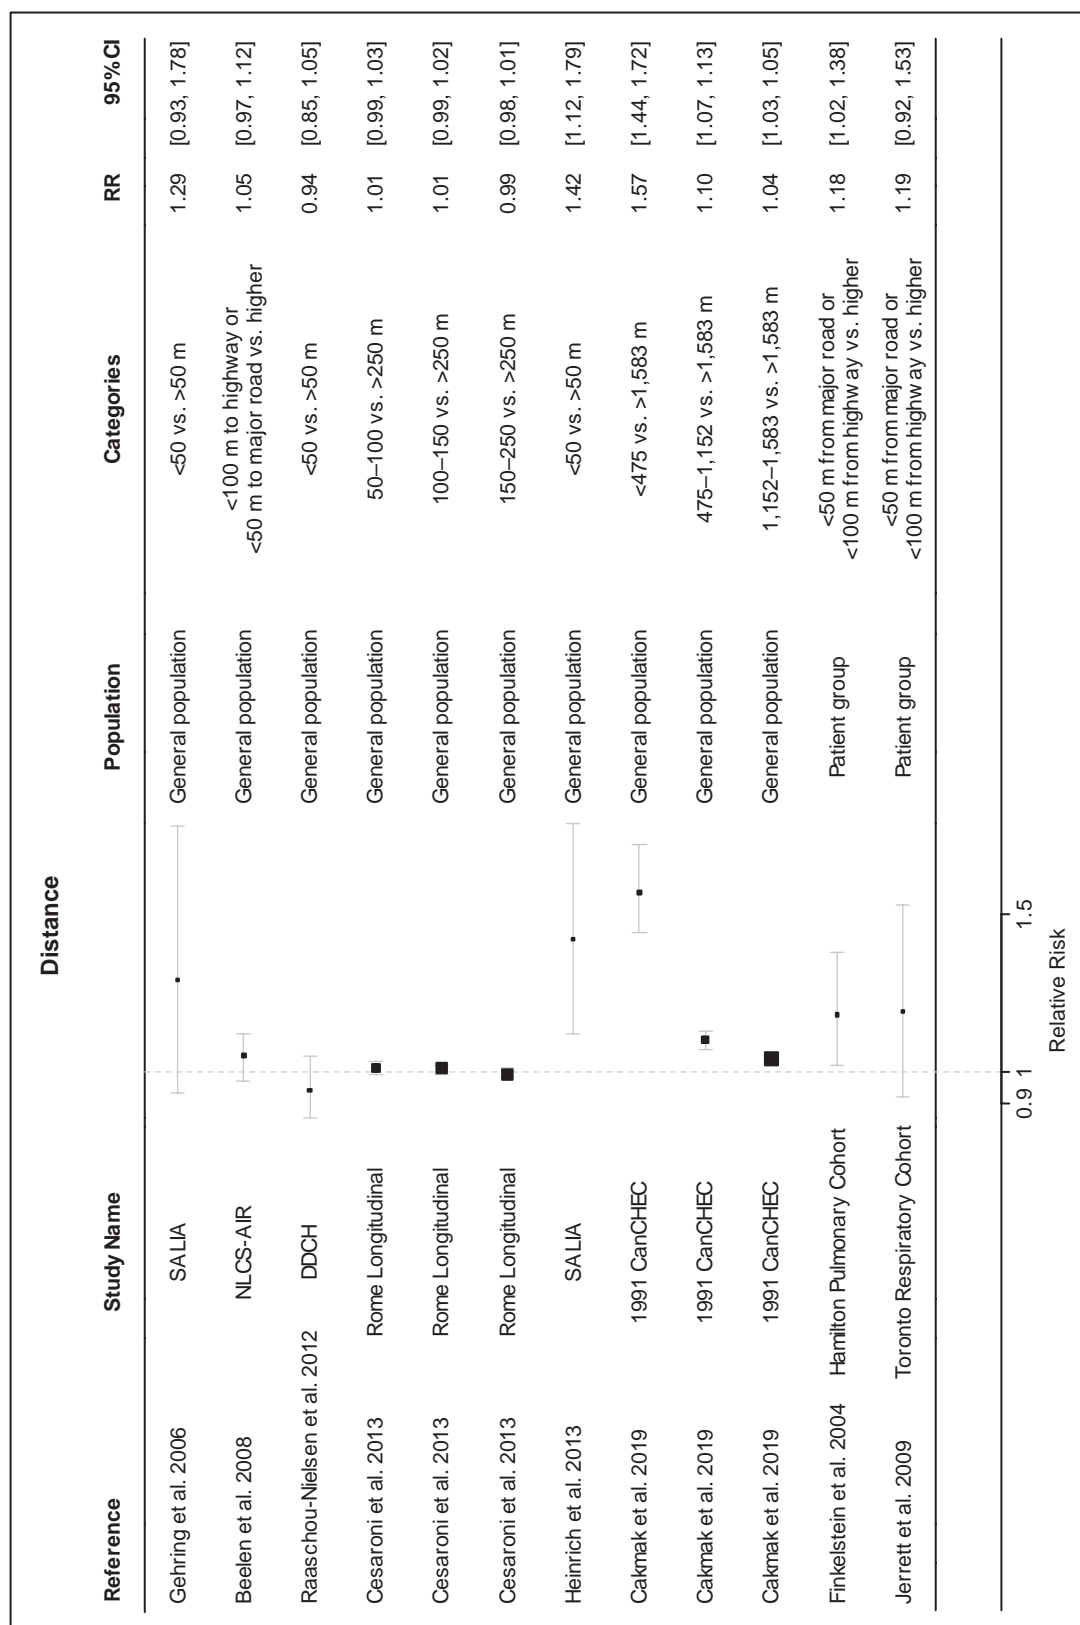 Distance
Reference Study Name Population Categories RR 95%CI
Gehring et al. 2006 SALIA General population <50 vs. >50 m 1.29 [0.93, 1.78]
Beelen et al. 2008 NLCS-AIR General population <100 m to highway or 1.05 [0.97, 1.12]
<50 m to major road vs. higher
Raaschou-Nielsen et al. 2012 DDCH General population <50 vs. >50 m 0.94 [0.85, 1.05]
Cesaroni et al. 2013 Rome Longitudinal General population 50–100 vs. >250 m 1.01 [0.99, 1.03]
Cesaroni et al. 2013 Rome Longitudinal General population 100–150 vs. >250 m 1.01 [0.99, 1.02]
Cesaroni et al. 2013 Rome Longitudinal General population 150–250 vs. >250 m 0.99 [0.98, 1.01]
Heinrich et al. 2013 SALIA General population <50 vs. >50 m 1.42 [1.12, 1.79]
Cakmak et al. 2019 1991 CanCHEC General population <475 vs. >1,583 m 1.57 [1.44, 1.72]
Cakmak et al. 2019 1991 CanCHEC General population 475–1,152 vs. >1,583 m 1.10 [1.07, 1.13]
Cakmak et al. 2019 1991 CanCHEC General population 1,152–1,583 vs. >1,583 m 1.04 [1.03, 1.05]
Finkelstein et al. 2004 Hamilton Pulmonary Cohort Patient group <50 m from major road or 1.18 [1.02, 1.38]
<100 m from highway vs. higher
Jerrett et al. 2009 Toronto Respiratory Cohort Patient group <50 m from major road or 1.19 [0.92, 1.53]
<100 m from highway vs. higher
0.9 1 1.5
Relative Risk